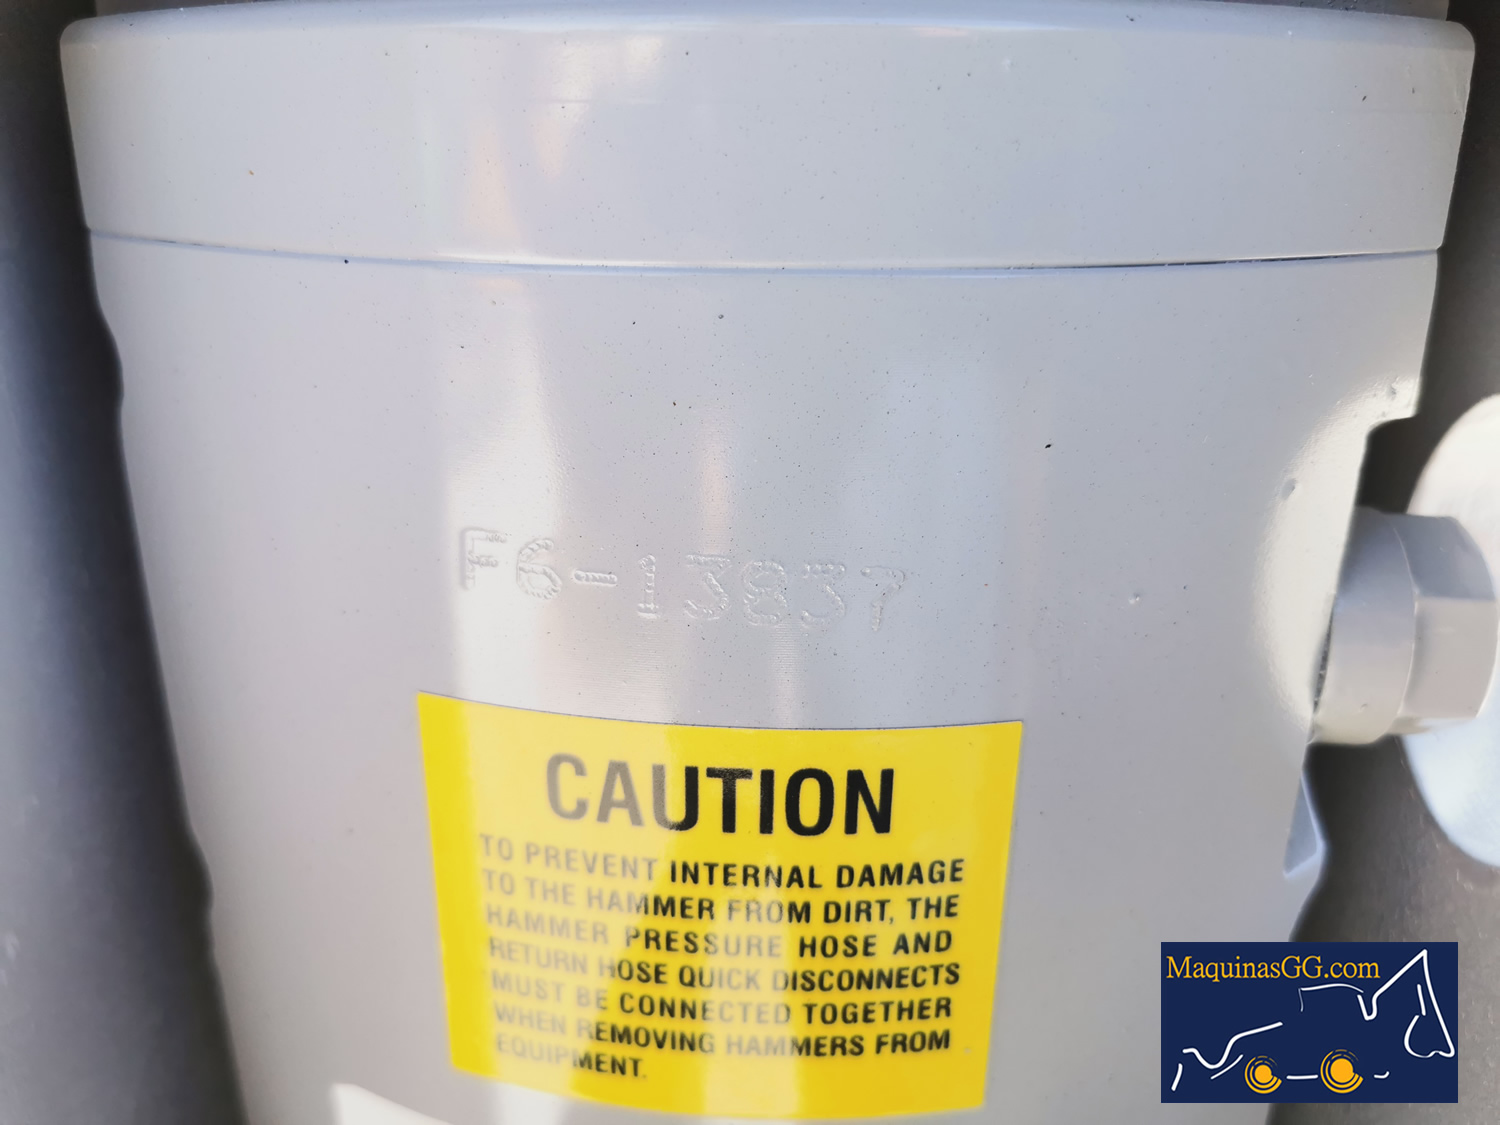 F6-13837
CAUTION
TO PREVENT INTERNAL DAMAGE
TO THE HAMMER FROM DIRT, THE
HAMMER PRESSURE HOSE AND
RETURN HOSE QUICK DISCONNECTS
MUST BE CONNECTED TOGETHER
WHEN REMOVING HAMMERS FROM
EQUIPMENT.
MaquinasGG.com